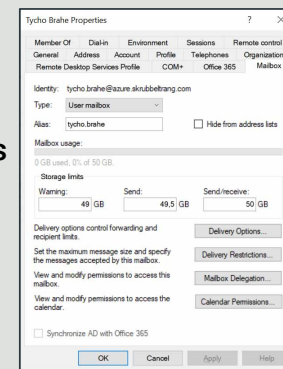 Tycho Brahe Properties ? ×
Member Of Dial-in Environment Sessions Remote control
General Address Account Profile Telephones Organization
Remote Desktop Services Profile COM+ Office 365 Mailbox
Identity: tycho.brahe@azure.skrubbeltrang.com
Type: User mailbox
Alias: tycho.brahe Hide from address lists
Mailbox usage:
0 GB used, 0% of 50 GB.
Storage limits
Warning: Send: Send/receive:
49 GB 49,5 GB 50 GB
Delivery options control forwarding and
recipient limits.
Delivery Options...
Set the maximum message size and specify
the messages accepted by this mailbox.
Delivery Restrictions...
View and modify permissions to access this
mailbox.
Mailbox Delegation...
View and modify permissions to access the
calendar.
Calendar Permissions...
Synchronize AD with Office 365
OK Cancel Apply Help
s